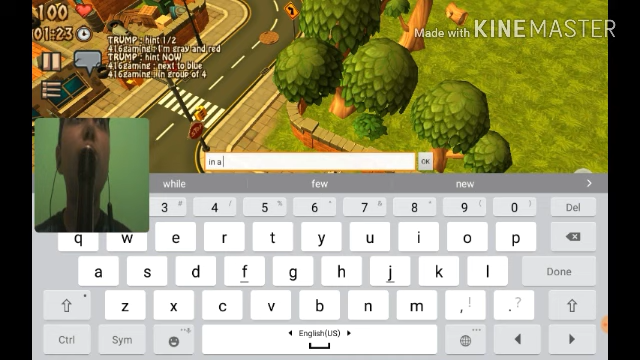 100
01:23
TRUMP : hint 1/2
416gaming : I'm gray and red
TRUMP : hint NOW
416gaming : next to blue
416gaming : in group of 4
Made with KINEMASTER
in a
OK
while few new
3 # 4 / 5 % 6 7 & 8 * 9 ( 0 ) Del
q w e r t y u i o p
a s d f g h j k l Done
z x c v b n m , ! . ?
Ctrl Sym English(US)